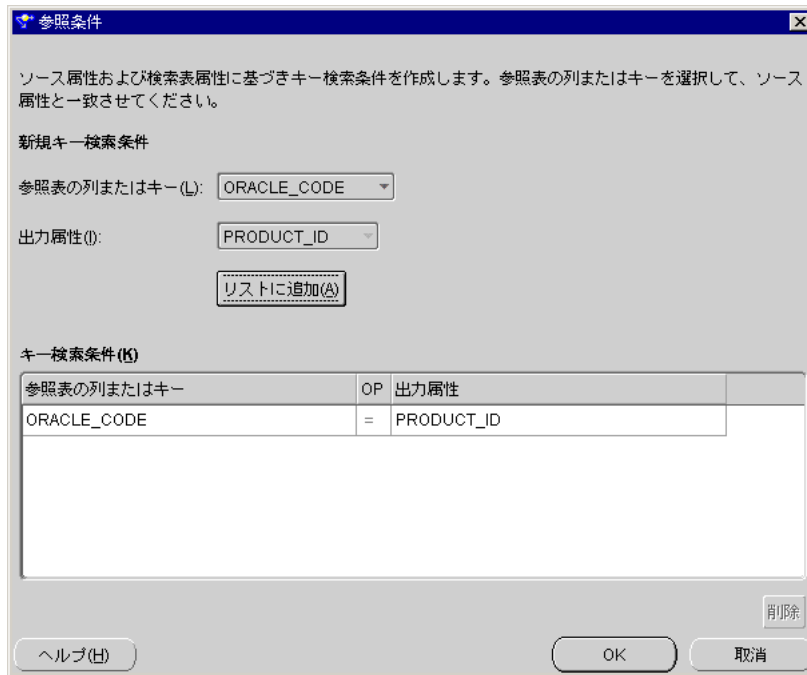 参照条件
ソース属性および検索表属性に基づきキー検索条件を作成します。参照表の列またはキーを選択して、ソース
属性と一致させてください。
新規キー検索条件
参照表の列またはキー(L): ORACLE_CODE
出力属性(I): PRODUCT_ID
リストに追加(A)
キー検索条件(K)
参照表の列またはキー OP 出力属性
ORACLE_CODE = PRODUCT_ID
削除
ヘルプ(H) OK 取消